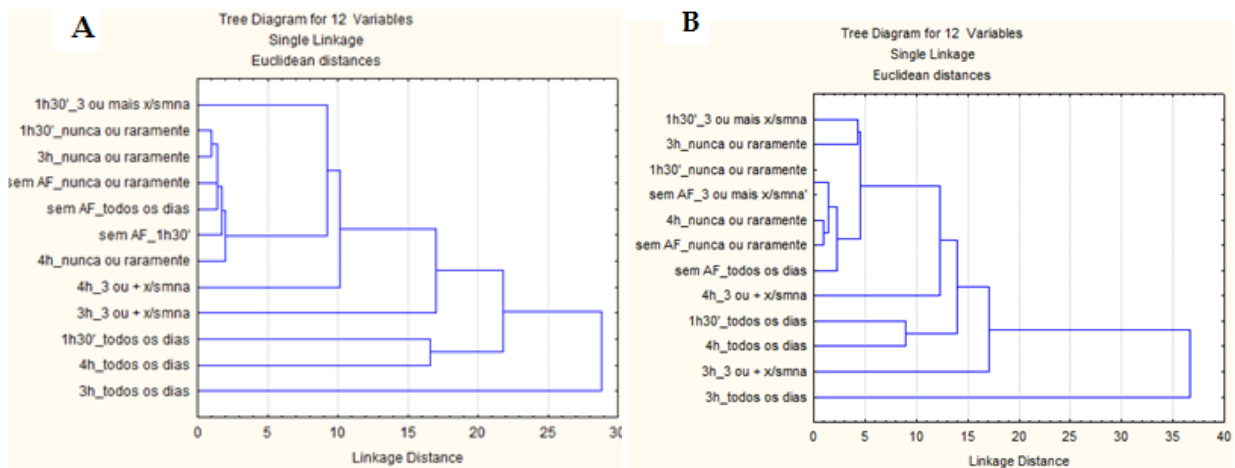 A
Tree Diagram for 12 Variables
Single Linkage
Euclidean distances
1h30'_3 ou mais x/smna
1h30'_nunca ou raramente
3h_nunca ou raramente
sem AF_nunca ou raramente
sem AF_todos os dias
sem AF_1h30'
4h_nunca ou raramente
4h_3 ou + x/smna
3h_3 ou + x/smna
1h30'_todos os dias
4h_todos os dias
3h_todos os dias
0 5 10 15 20 25 30
Linkage Distance
B
Tree Diagram for 12 Variables
Single Linkage
Euclidean distances
1h30'_3 ou mais x/smna
3h_nunca ou raramente
1h30'_nunca ou raramente
sem AF_3 ou mais x/smna'
4h_nunca ou raramente
sem AF_nunca ou raramente
sem AF_todos os dias
4h_3 ou + x/smna
1h30'_todos os dias
4h_todos os dias
3h_3 ou + x/smna
3h_todos os dias
0 5 10 15 20 25 30 35 40
Linkage Distance